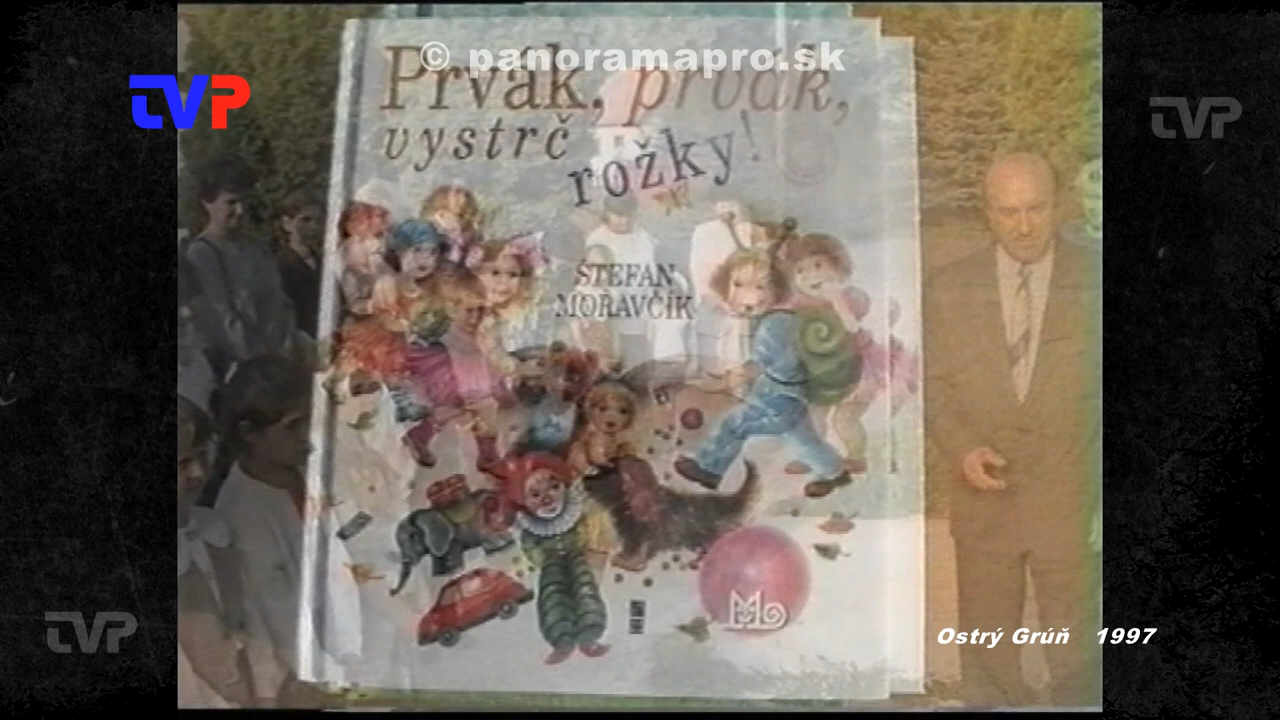 © panoramapro.sk
TVP
TVP
Prvák, prvák,
vystrč
rožky!
ŠTEFAN
MORAVČÍK
TVP
Ostrý Grúň 1997